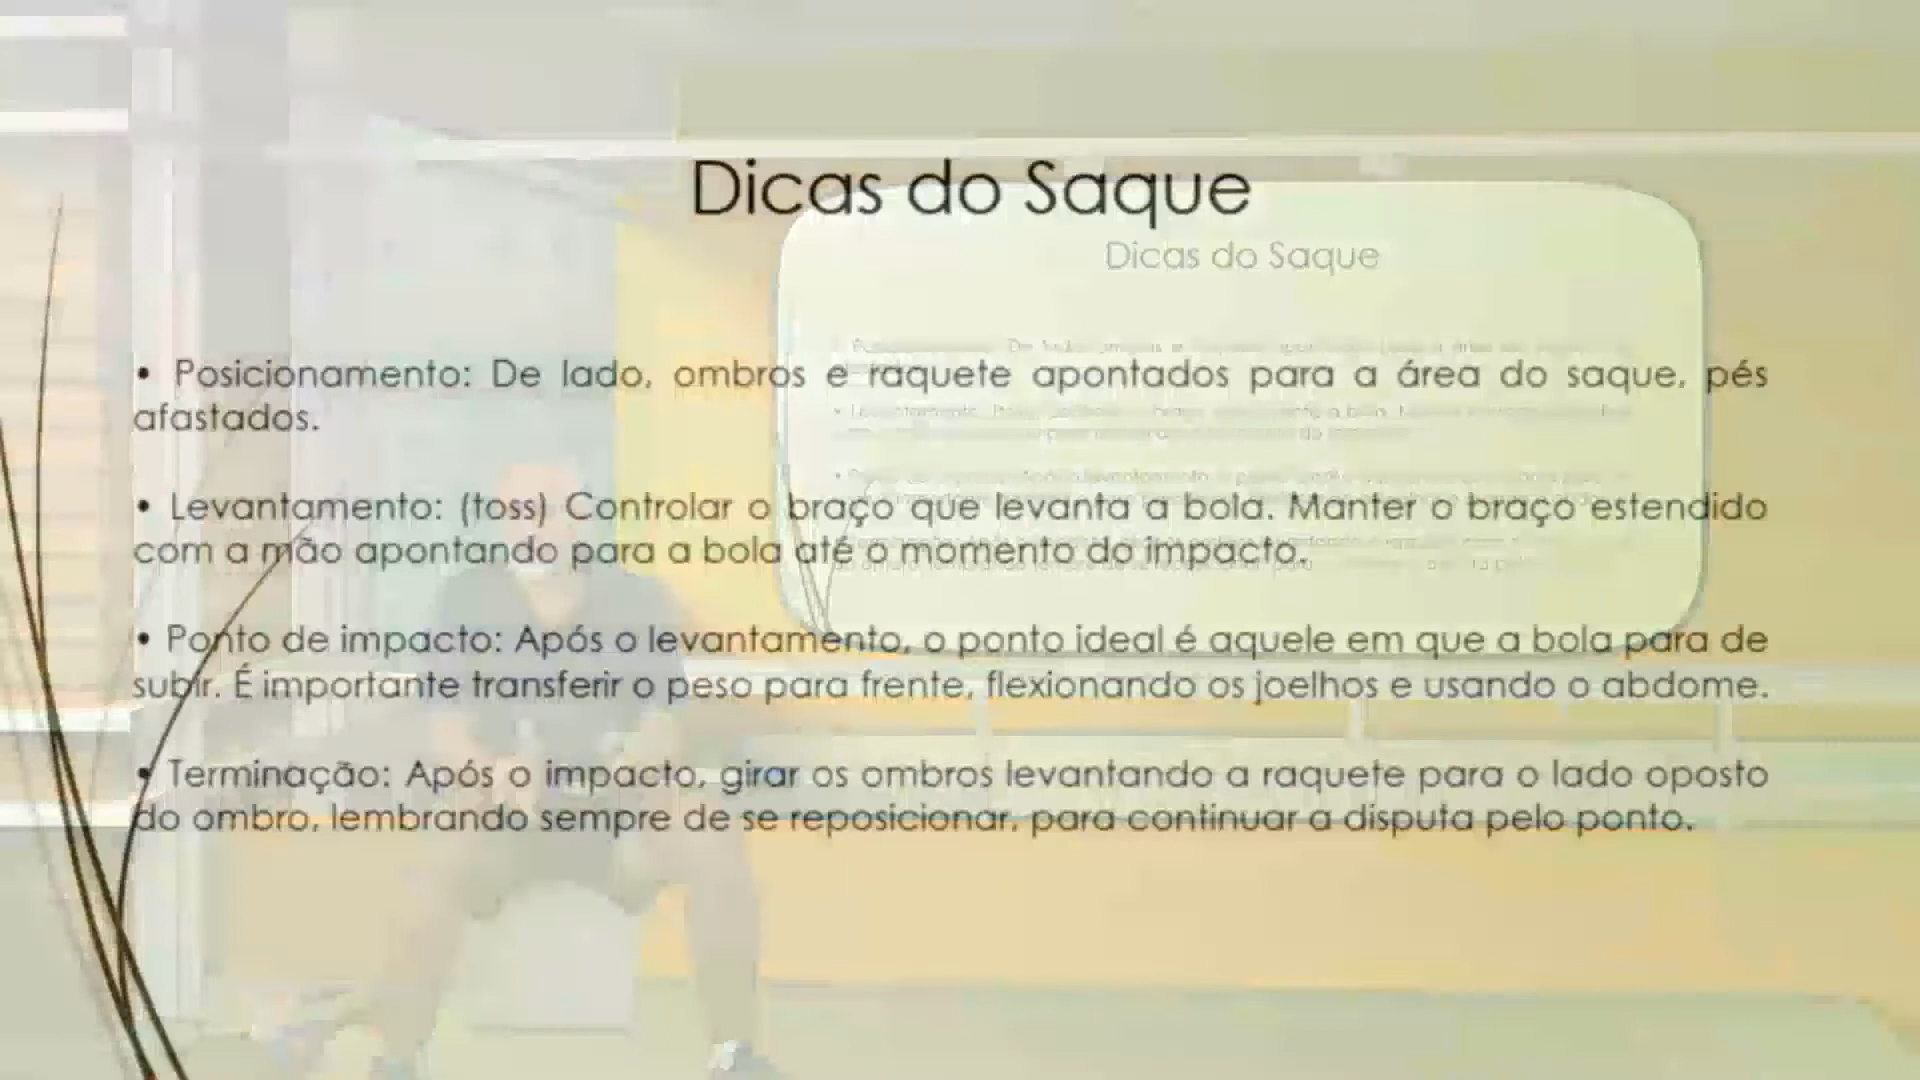 Dicas do Saque
Dicas do Saque
• Posicionamento: De lado, ombros e raquete apontados para a área do saque, pés
afastados.
• Levantamento: (toss) Controlar o braço que levanta a bola. Manter o braço estendido
com a mão apontando para a bola até o momento do impacto.
• Ponto de impacto: Após o levantamento, o ponto ideal é aquele em que a bola para de
subir. É importante transferir o peso para frente, flexionando os joelhos e usando o abdome.
• Terminação: Após o impacto, girar os ombros levantando a raquete para o lado oposto
do ombro, lembrando sempre de se reposicionar, para continuar a disputa pelo ponto.